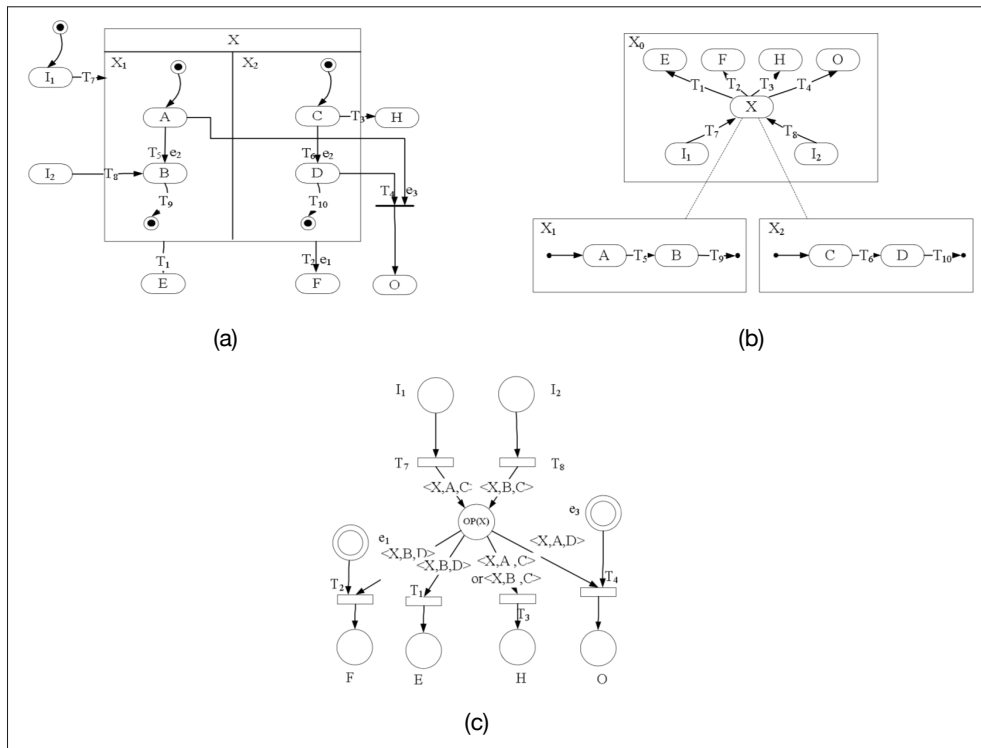 X
X₁ X₂
I₁ T₇
A C T₃ H
T₅ e₂ T₆ e₂
I₂ T₈ B D T₄ e₃
T₉ T₁₀
T₁ T₂ e₁
E F O
(a)
X₀
E F H O
T₁ T₂ T₃ T₄
X
T₇ T₈
I₁ I₂
X₁
A T₅ B T₉
X₂
C T₆ D T₁₀
(b)
I₁ I₂
T₇ T₈
<X,A,C> <X,B,C>
OP(X)
e₁ e₃
<X,B,D> <X,B,D> <X,A ,C> <X,A,D>
or<X,B ,C>
T₂ T₁ T₃ T₄
F E H O
(c)